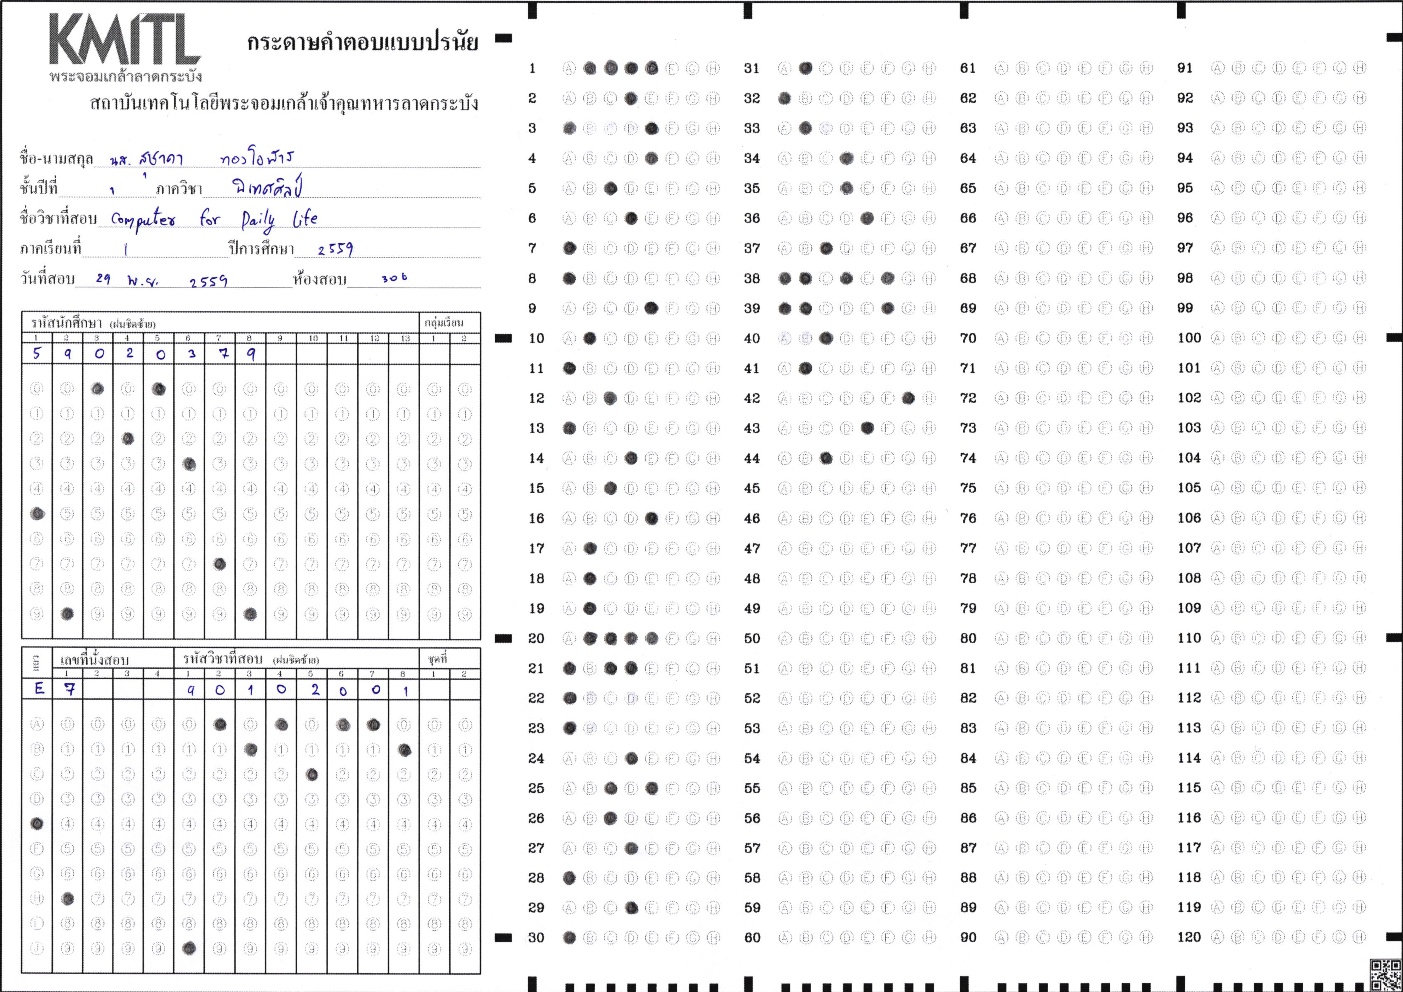 KMITL
พระจอมเกล้าลาดกระบัง
กระดาษคำตอบแบบปรนัย
สถาบันเทคโนโลยีพระจอมเกล้าเจ้าคุณทหารลาดกระบัง
ชื่อ-นามสกุล นส. สุชาดา
ชั้นปีที่ 1 ภาควิชา นิเทศศิลป์
ชื่อวิชาที่สอบ Computer for Daily Life
ภาคเรียนที่ 1 ปีการศึกษา 2559
วันที่สอบ 29 พ.ย. 2559 ห้องสอบ 306
รหัสนักศึกษา (ฝนชิดซ้าย) กลุ่มเรียน
1 2 3 4 5 6 7 8 9 10 11 12 13 1 2
5 9 0 2 0 3 7 9
แถว เลขที่นั่งสอบ รหัสวิชาที่สอบ (ฝนชิดซ้าย) ชุดที่
1 2 3 4 1 2 3 4 5 6 7 8 1 2
E 7 9 0 1 0 2 0 0 1
1 31 61 91
2 32 62 92
3 33 63 93
4 34 64 94
5 35 65 95
6 36 66 96
7 37 67 97
8 38 68 98
9 39 69 99
10 40 70 100
11 41 71 101
12 42 72 102
13 43 73 103
14 44 74 104
15 45 75 105
16 46 76 106
17 47 77 107
18 48 78 108
19 49 79 109
20 50 80 110
21 51 81 111
22 52 82 112
23 53 83 113
24 54 84 114
25 55 85 115
26 56 86 116
27 57 87 117
28 58 88 118
29 59 89 119
30 60 90 120